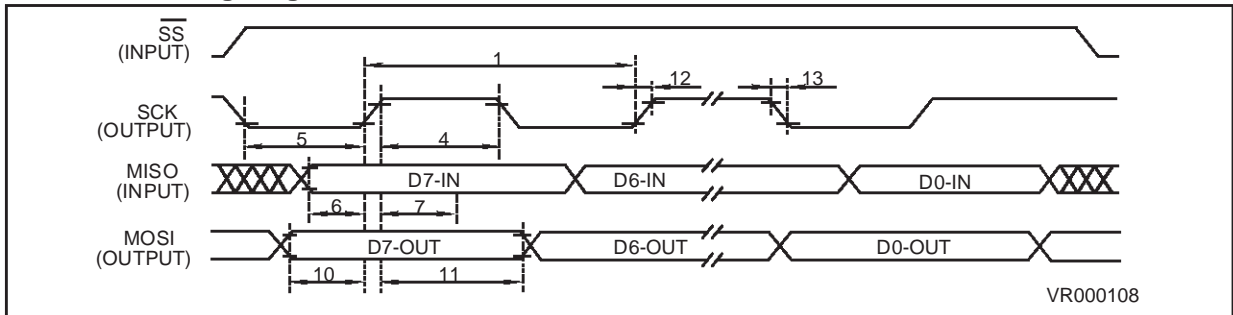 SS
(INPUT)
1
12
13
SCK
(OUTPUT)
5
4
MISO
(INPUT)
D7-IN
D6-IN
D0-IN
6
7
MOSI
(OUTPUT)
D7-OUT
D6-OUT
D0-OUT
10
11
VR000108